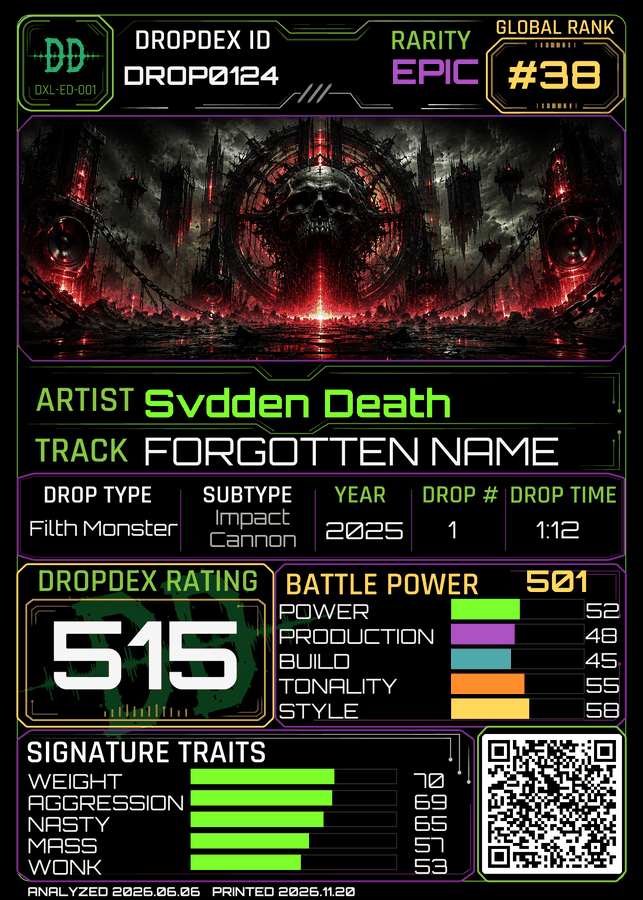 DD
DXL-ED-001
DROPDEX ID
DROP0124
RARITY
EPIC
GLOBAL RANK
#38
ARTIST Svdden Death
TRACK FORGOTTEN NAME
DROP TYPE
Filth Monster
SUBTYPE
Impact
Cannon
YEAR
2025
DROP #
1
DROP TIME
1:12
DROPDEX RATING
515
BATTLE POWER 501
POWER 52
PRODUCTION 48
BUILD 45
TONALITY 55
STYLE 58
SIGNATURE TRAITS
WEIGHT 70
AGGRESSION 69
NASTY 65
MASS 57
WONK 53
ANALYZED 2026.06.06 PRINTED 2026.11.20